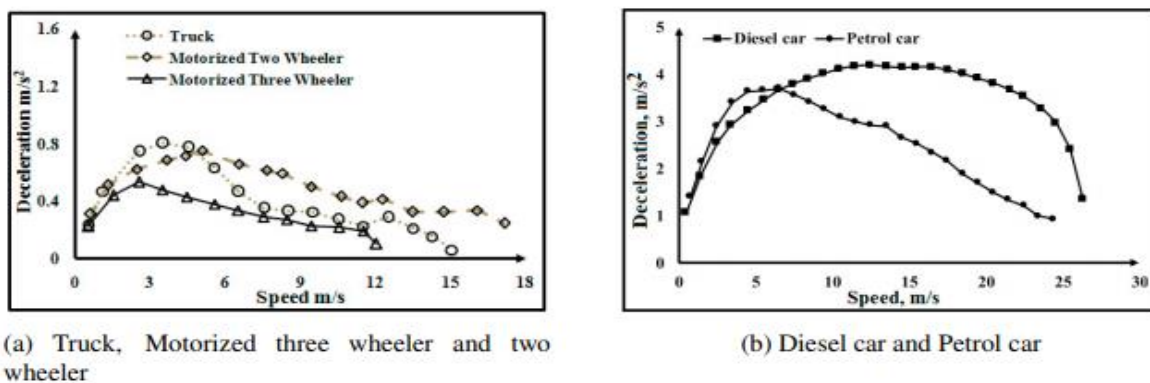 1.6
1.2
0.8
0.4
0
Deceleration m/s²
Truck
Motorized Two Wheeler
Motorized Three Wheeler
0 3 6 9 12 15 18
Speed m/s
5
4
3
2
1
0
Deceleration, m/s²
Diesel car Petrol car
0 5 10 15 20 25 30
Speed, m/s
(a) Truck, Motorized three wheeler and two
wheeler
(b) Diesel car and Petrol car